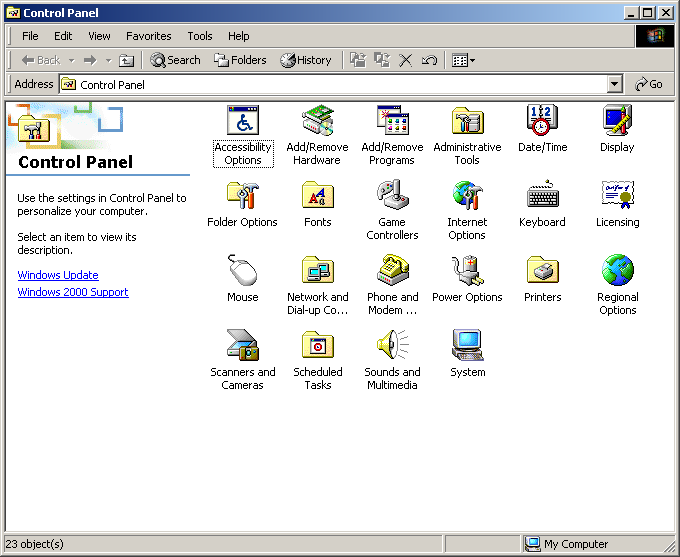 Control Panel
File Edit View Favorites Tools Help
Back Search Folders History
Address Control Panel Go
Control Panel
Use the settings in Control Panel to
personalize your computer.
Select an item to view its
description.
Windows Update
Windows 2000 Support
Accessibility
Options
Add/Remove
Hardware
Add/Remove
Programs
Administrative
Tools
Date/Time
Display
Folder Options
Fonts
Game
Controllers
Internet
Options
Keyboard
Licensing
Mouse
Network and
Dial-up Co...
Phone and
Modem ...
Power Options
Printers
Regional
Options
Scanners and
Cameras
Scheduled
Tasks
Sounds and
Multimedia
System
23 object(s) My Computer